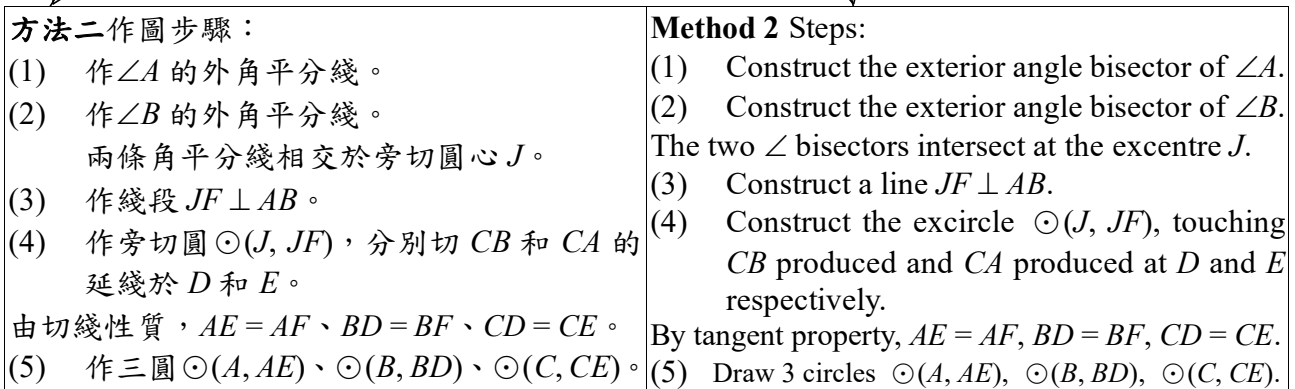 方法二作圖步驟：
(1) 作∠A 的外角平分綫。
(2) 作∠B 的外角平分綫。
兩條角平分綫相交於旁切圓心 J。
(3) 作綫段 JF ⊥ AB。
(4) 作旁切圓⊙(J, JF)，分別切 CB 和 CA 的
延綫於 D 和 E。
由切綫性質，AE = AF、BD = BF、CD = CE。
(5) 作三圓⊙(A, AE)、⊙(B, BD)、⊙(C, CE)。
Method 2 Steps:
(1) Construct the exterior angle bisector of ∠A.
(2) Construct the exterior angle bisector of ∠B.
The two ∠ bisectors intersect at the excentre J.
(3) Construct a line JF ⊥ AB.
(4) Construct the excircle ⊙(J, JF), touching
CB produced and CA produced at D and E
respectively.
By tangent property, AE = AF, BD = BF, CD = CE.
(5) Draw 3 circles ⊙(A, AE), ⊙(B, BD), ⊙(C, CE).